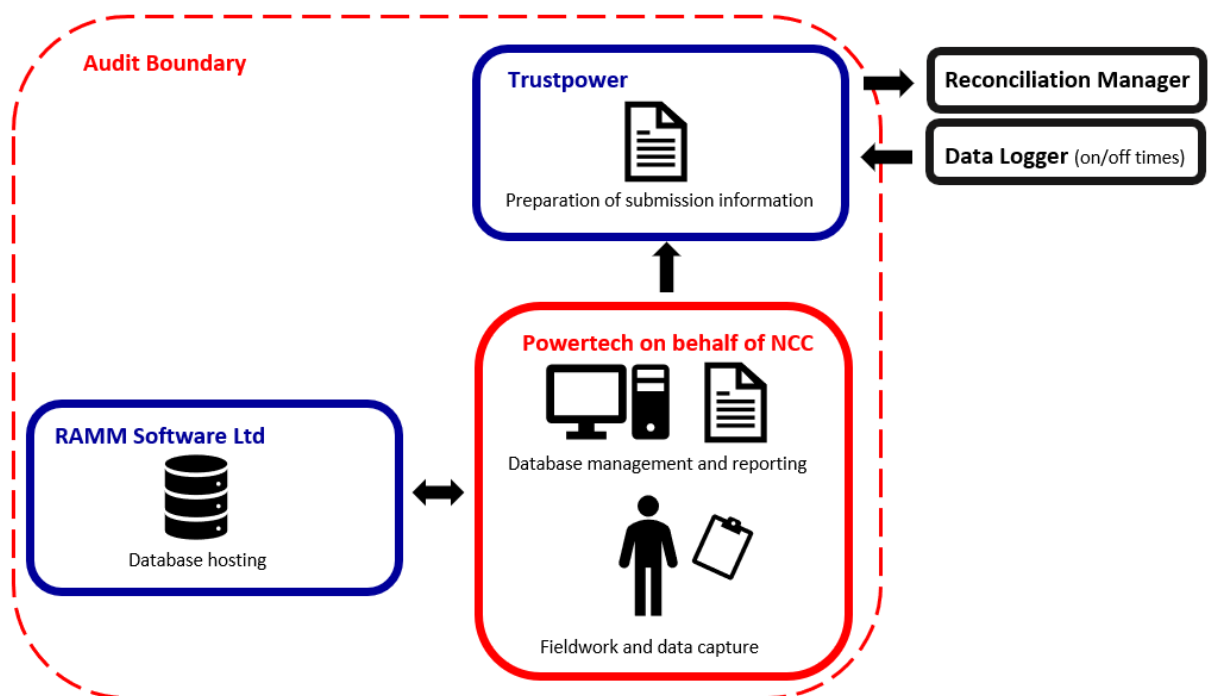 Audit Boundary
Trustpower
Preparation of submission information
Reconciliation Manager
Data Logger (on/off times)
Powertech on behalf of NCC
Database management and reporting
Fieldwork and data capture
RAMM Software Ltd
Database hosting